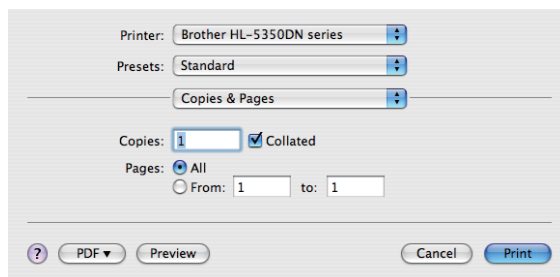 Printer: Brother HL-5350DN series
Presets: Standard
Copies & Pages
Copies: 1 Collated
Pages: All
From: 1 to: 1
? PDF▼ Preview Cancel Print